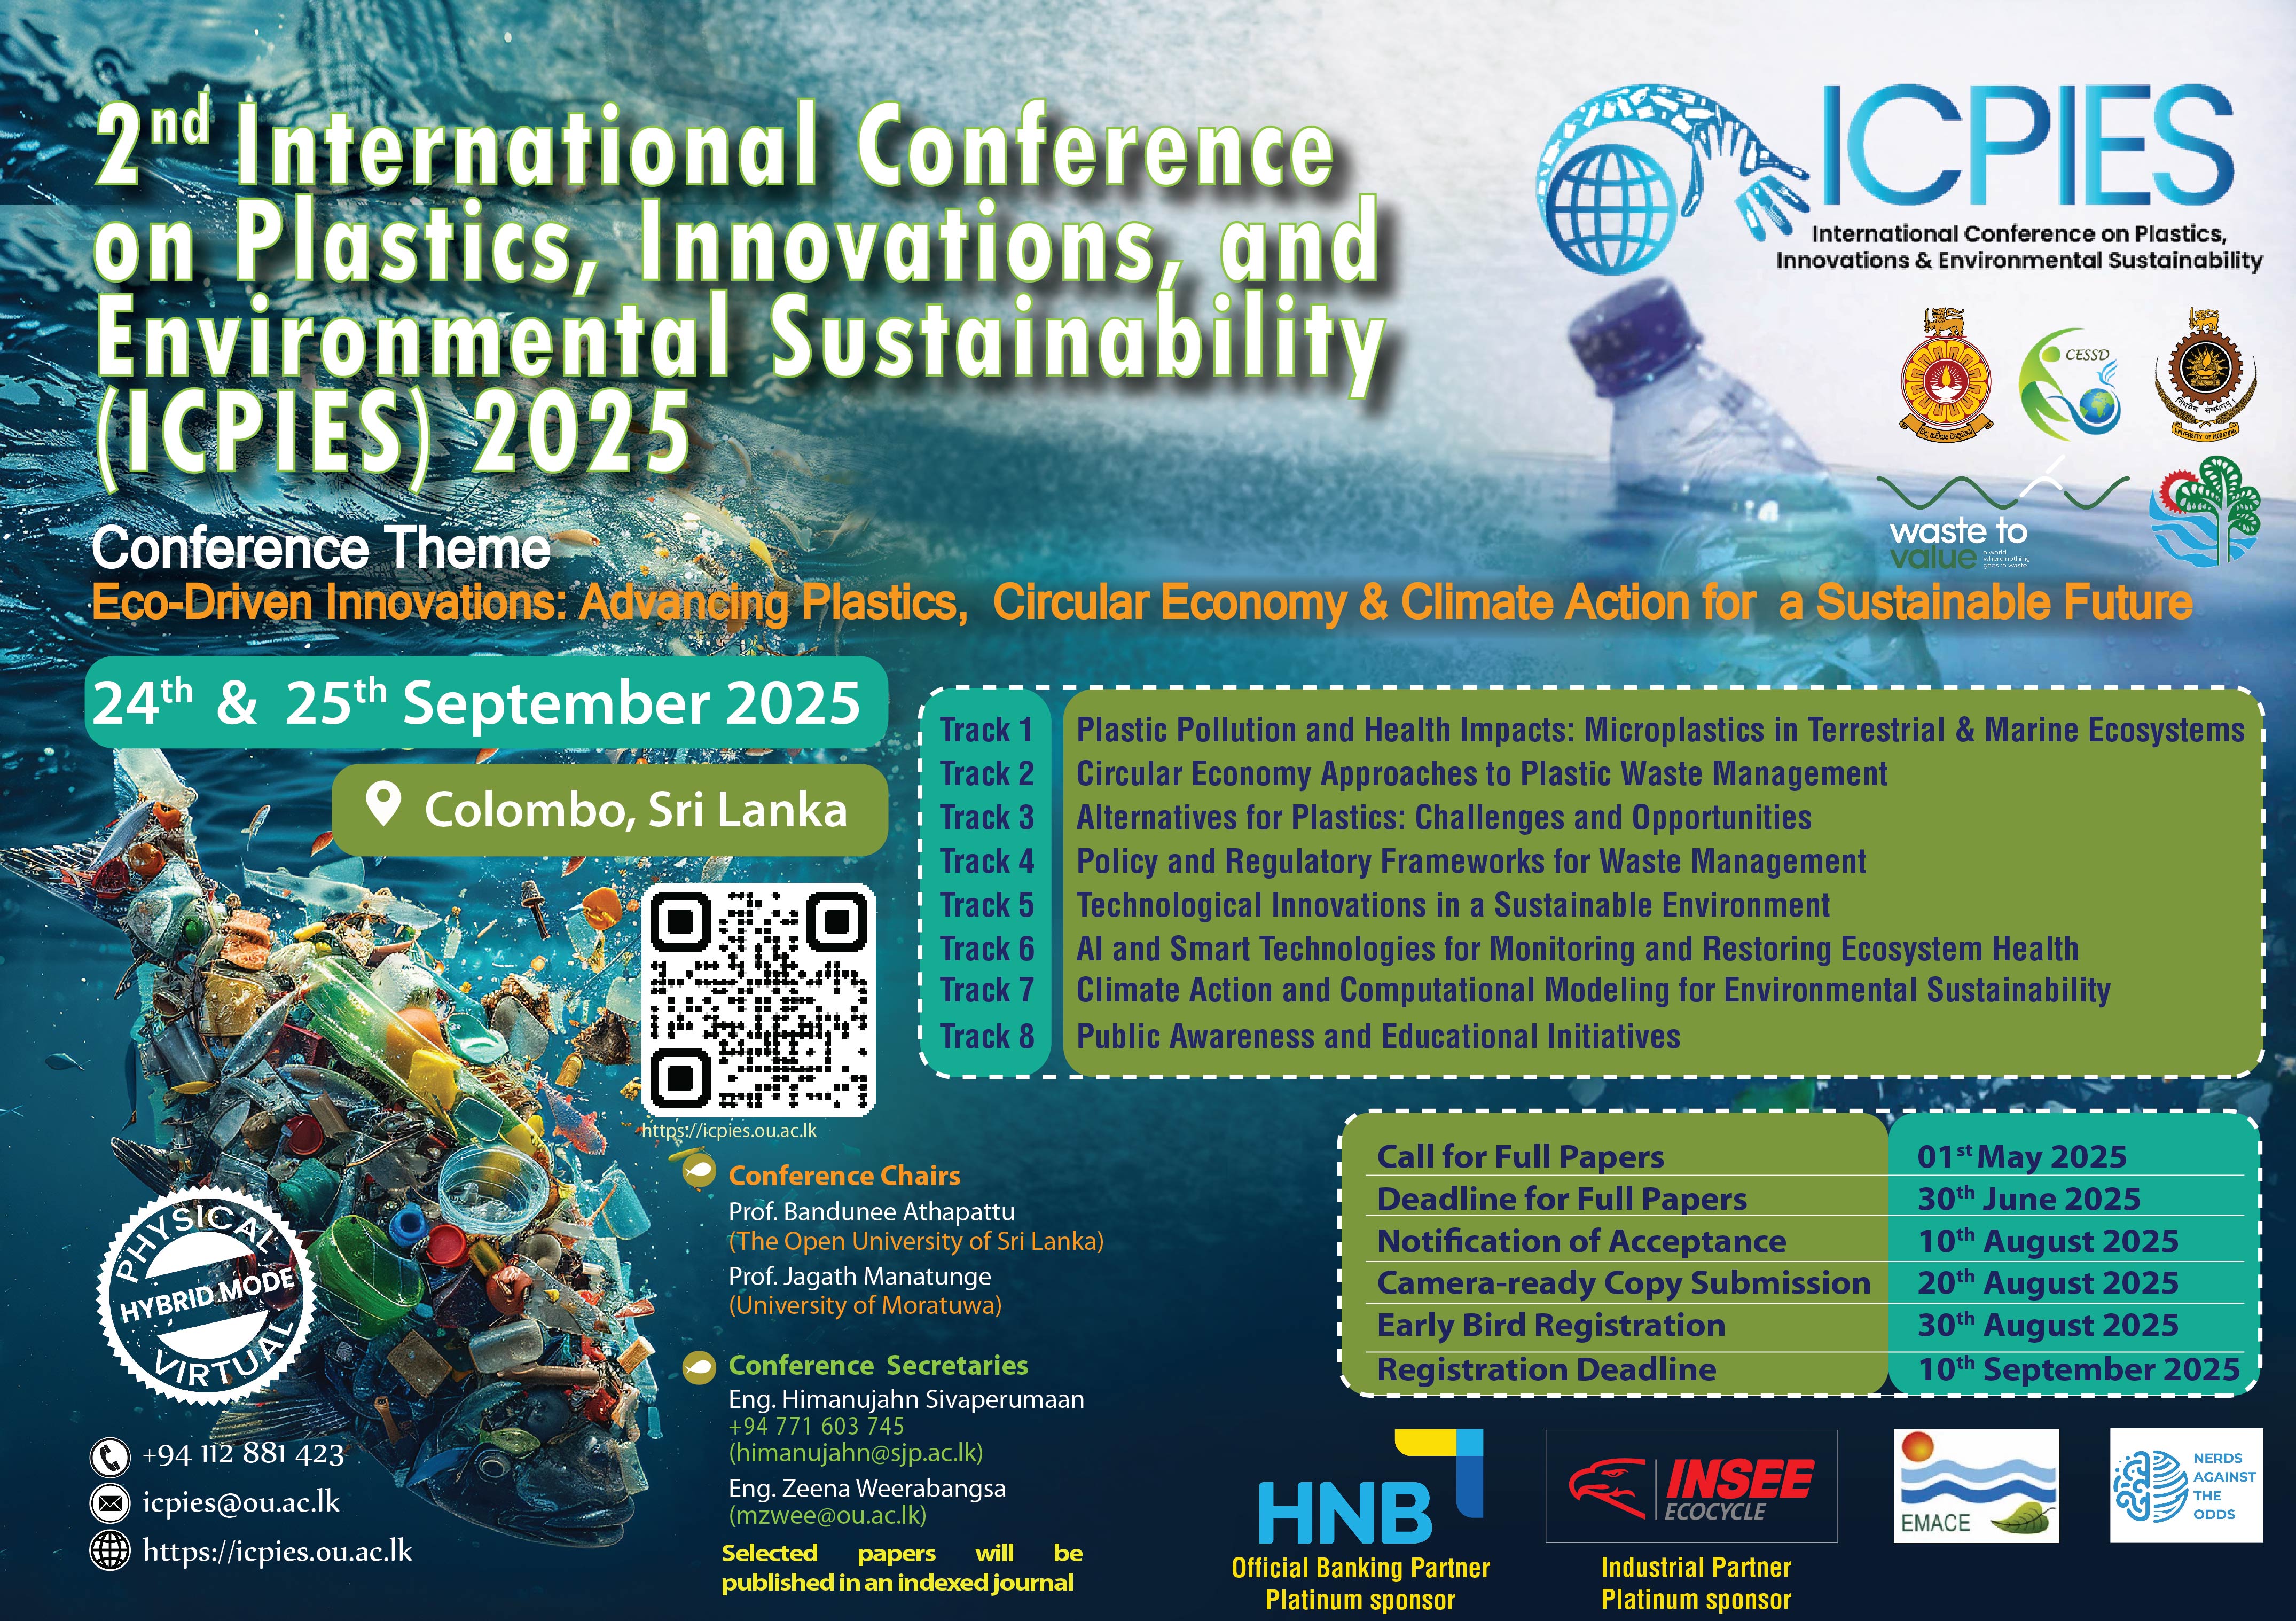 2nd International Conference
on Plastics, Innovations, and
Environmental Sustainability
(ICPIES) 2025
ICPIES
International Conference on Plastics,
Innovations & Environmental Sustainability
CESSD
UNIVERSITY OF MORATUWA
waste to
value
a world
where nothing
goes to waste
Conference Theme
Eco-Driven Innovations: Advancing Plastics, Circular Economy & Climate Action for a Sustainable Future
24th & 25th September 2025
Colombo, Sri Lanka
Track 1 Plastic Pollution and Health Impacts: Microplastics in Terrestrial & Marine Ecosystems
Track 2 Circular Economy Approaches to Plastic Waste Management
Track 3 Alternatives for Plastics: Challenges and Opportunities
Track 4 Policy and Regulatory Frameworks for Waste Management
Track 5 Technological Innovations in a Sustainable Environment
Track 6 AI and Smart Technologies for Monitoring and Restoring Ecosystem Health
Track 7 Climate Action and Computational Modeling for Environmental Sustainability
Track 8 Public Awareness and Educational Initiatives
https://icpies.ou.ac.lk
Conference Chairs
Prof. Bandunee Athapattu
(The Open University of Sri Lanka)
Prof. Jagath Manatunge
(University of Moratuwa)
Conference Secretaries
Eng. Himanujahn Sivaperumaan
+94 771 603 745
(himanujahn@sjp.ac.lk)
Eng. Zeena Weerabangsa
(mzwee@ou.ac.lk)
Selected papers will be
published in an indexed journal
PHYSICAL
HYBRID MODE
VIRTUAL
+94 112 881 423
icpies@ou.ac.lk
https://icpies.ou.ac.lk
Call for Full Papers 01st May 2025
Deadline for Full Papers 30th June 2025
Notification of Acceptance 10th August 2025
Camera-ready Copy Submission 20th August 2025
Early Bird Registration 30th August 2025
Registration Deadline 10th September 2025
HNB
Official Banking Partner
Platinum sponsor
INSEE
ECOCYCLE
Industrial Partner
Platinum sponsor
EMACE
NERDS
AGAINST
THE
ODDS